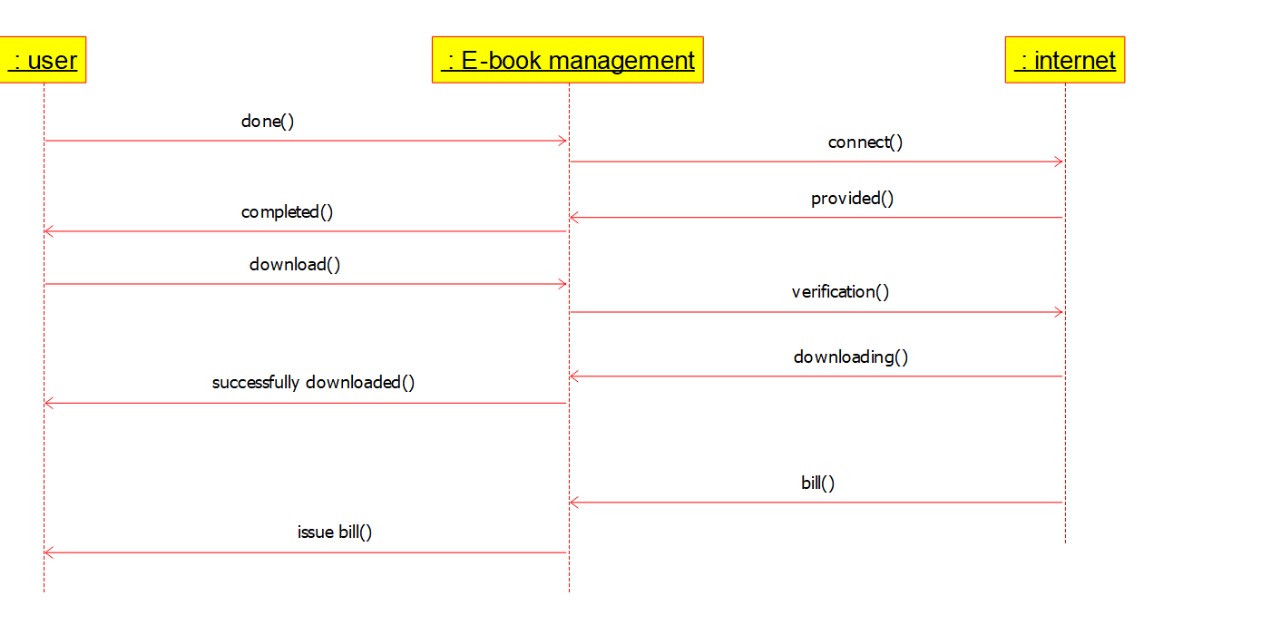 : user
: E-book management
: internet
done()
connect()
provided()
completed()
download()
verification()
downloading()
successfully downloaded()
bill()
issue bill()